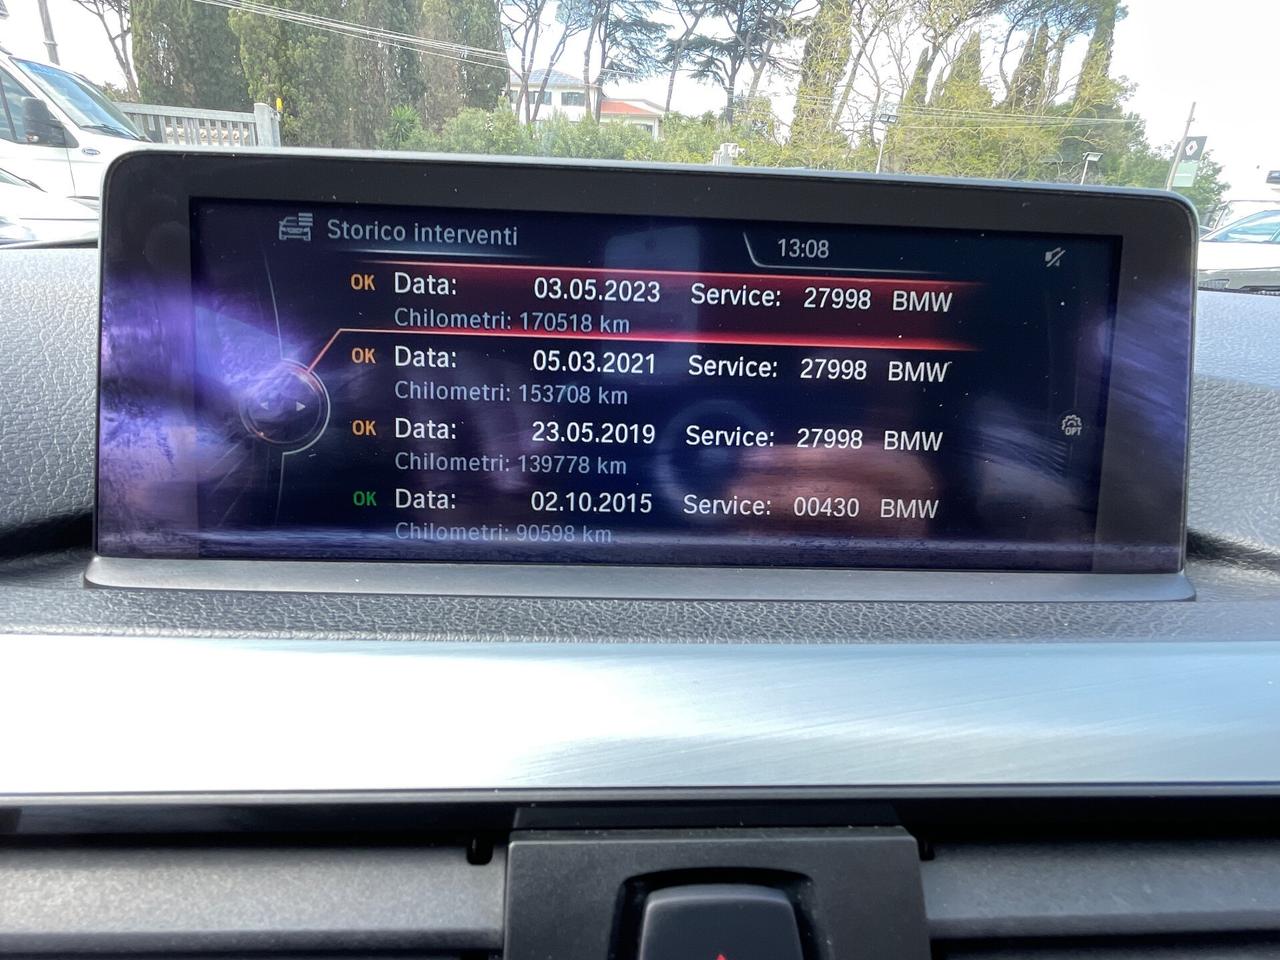 Storico interventi
13:08
OK Data: 03.05.2023 Service: 27998 BMW
Chilometri: 170518 km
OK Data: 05.03.2021 Service: 27998 BMW
Chilometri: 153708 km
OK Data: 23.05.2019 Service: 27998 BMW
Chilometri: 139778 km
OK Data: 02.10.2015 Service: 00430 BMW
Chilometri: 90598 km
OPT